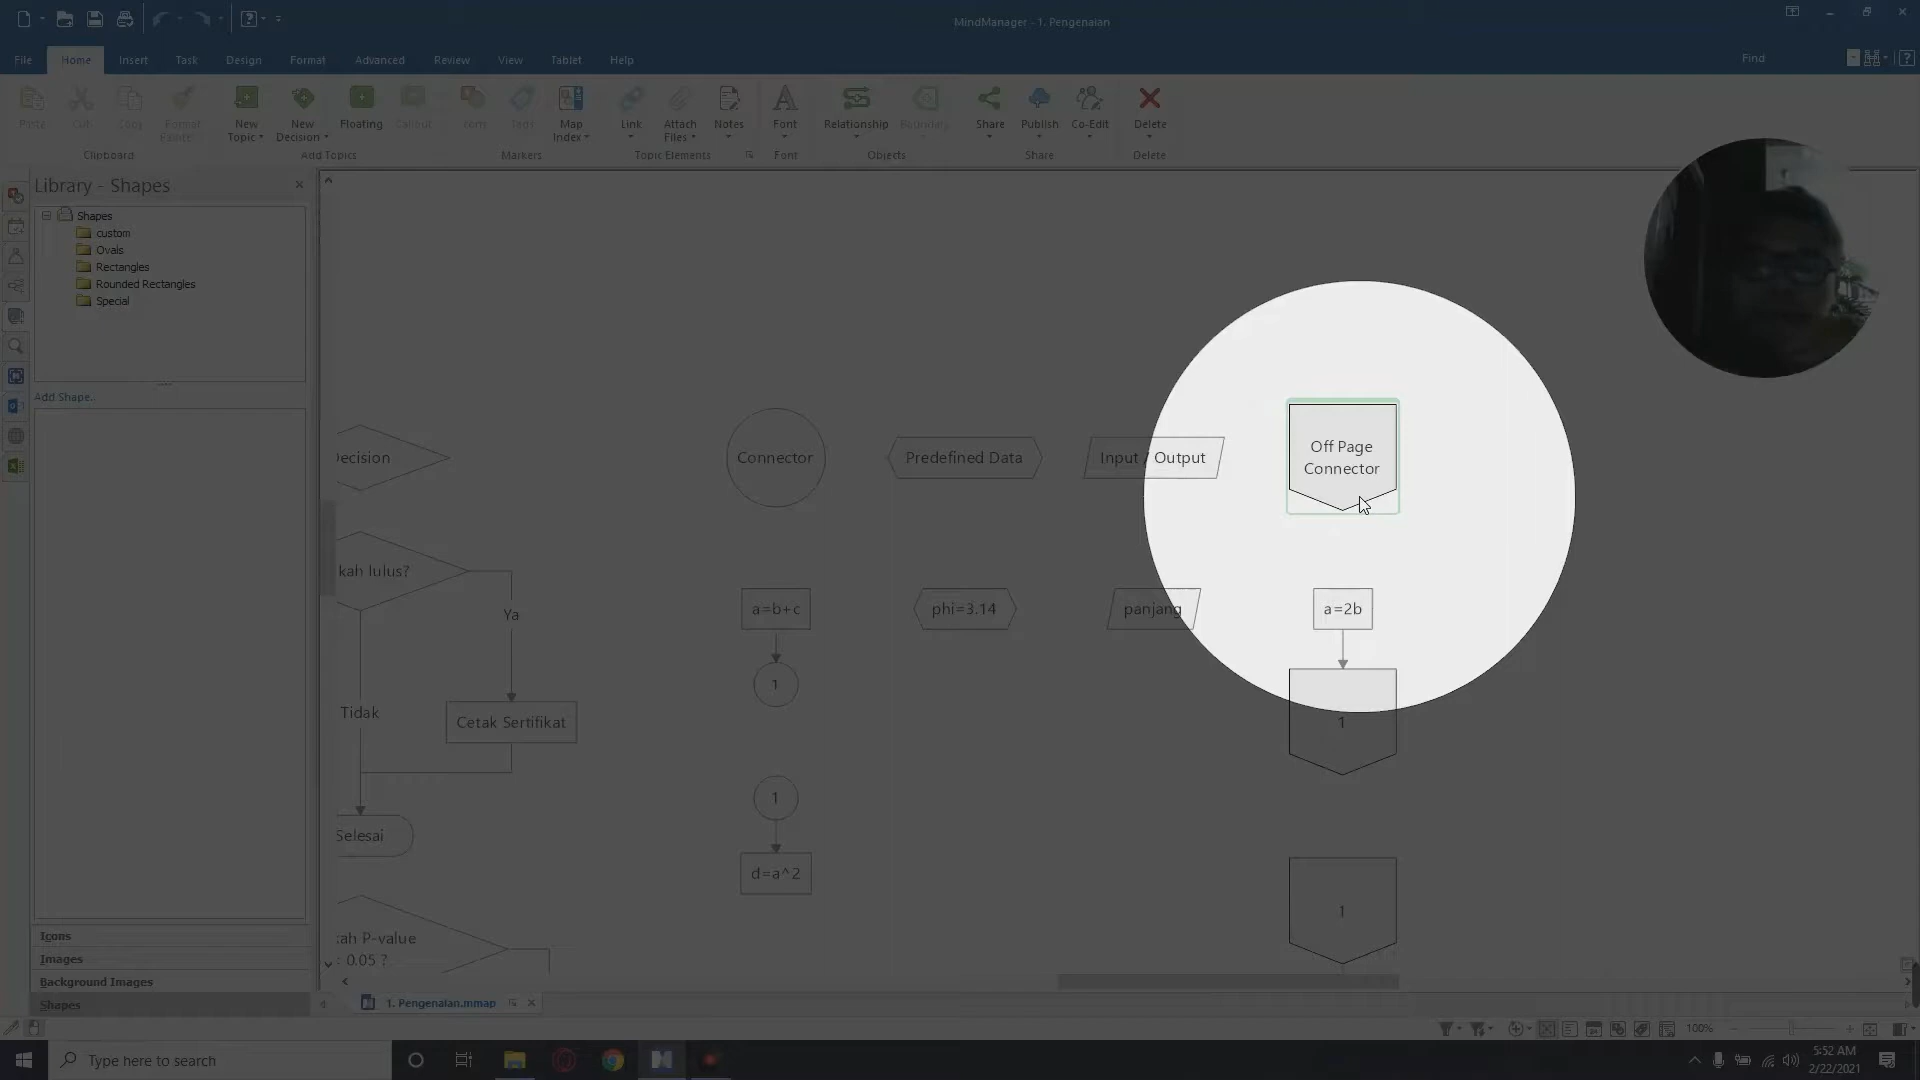 MindManager - 1. Pengenalan
File
Home
Insert
Task
Design
Format
Advanced
Review
View
Tablet
Help
Find
Paste
Cut
Copy
Format
Painter
New
Topic
New
Decision
Floating
Callout
Icons
Tags
Map
Index
Link
Attach
Files
Notes
Font
Relationship
Boundary
Share
Publish
Co-Edit
Delete
Clipboard
Add Topics
Markers
Topic Elements
Font
Objects
Share
Delete
Library - Shapes
Shapes
custom
Ovals
Rectangles
Rounded Rectangles
Special
Add Shape.
Icons
Images
Background Images
Shapes
Decision
Connector
Predefined Data
Input / Output
Off Page
Connector
kah lulus?
Ya
Tidak
Cetak Sertifikat
Selesai
a=b+c
1
1
d=a^2
phi=3.14
panjang
a=2b
1
1
kah P-value
: 0.05 ?
1. Pengenalan.mmap
100%
Type here to search
5:52 AM
2/22/2021